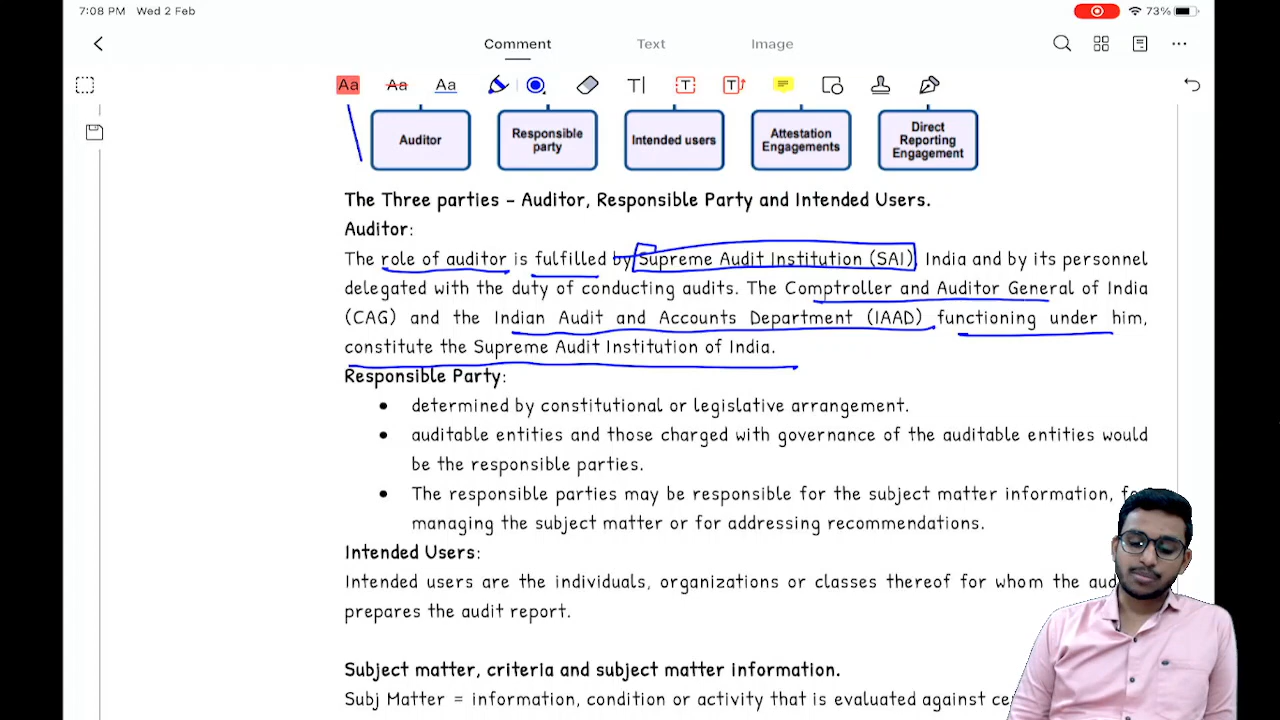 7:08 PM Wed 2 Feb
73%
Comment Text Image
Aa Aa Aa T T T
Auditor
Responsible
party
Intended users
Attestation
Engagements
Direct
Reporting
Engagement
The Three parties – Auditor, Responsible Party and Intended Users.
Auditor:
The role of auditor is fulfilled by Supreme Audit Institution (SAI) India and by its personnel
delegated with the duty of conducting audits. The Comptroller and Auditor General of India
(CAG) and the Indian Audit and Accounts Department (IAAD) functioning under him,
constitute the Supreme Audit Institution of India.
Responsible Party:
• determined by constitutional or legislative arrangement.
• auditable entities and those charged with governance of the auditable entities would
be the responsible parties.
• The responsible parties may be responsible for the subject matter information,
managing the subject matter or for addressing recommendations.
Intended Users:
Intended users are the individuals, organizations or classes thereof for whom the
prepares the audit report.
Subject matter, criteria and subject matter information.
Subj Matter = information, condition or activity that is evaluated against